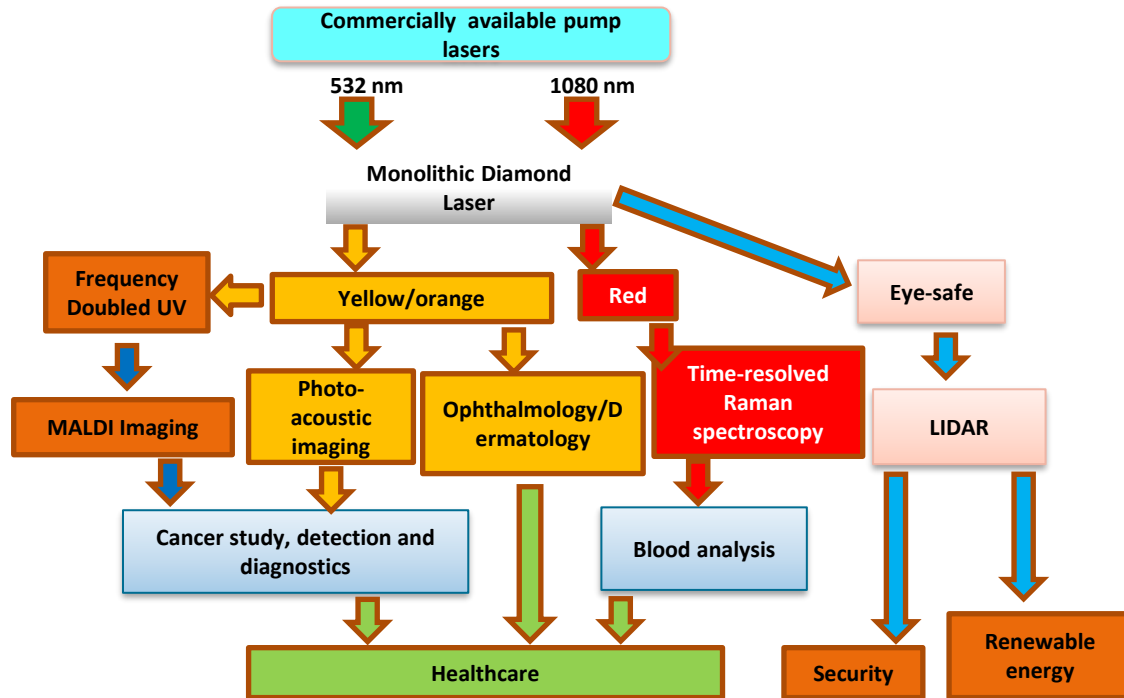 Commercially available pump
lasers
532 nm
1080 nm
Monolithic Diamond
Laser
Frequency
Doubled UV
Yellow/orange
Red
Eye-safe
MALDI Imaging
Photo-
acoustic
imaging
Ophthalmology/D
ermatology
Time-resolved
Raman
spectroscopy
LIDAR
Cancer study, detection and
diagnostics
Blood analysis
Healthcare
Security
Renewable
energy